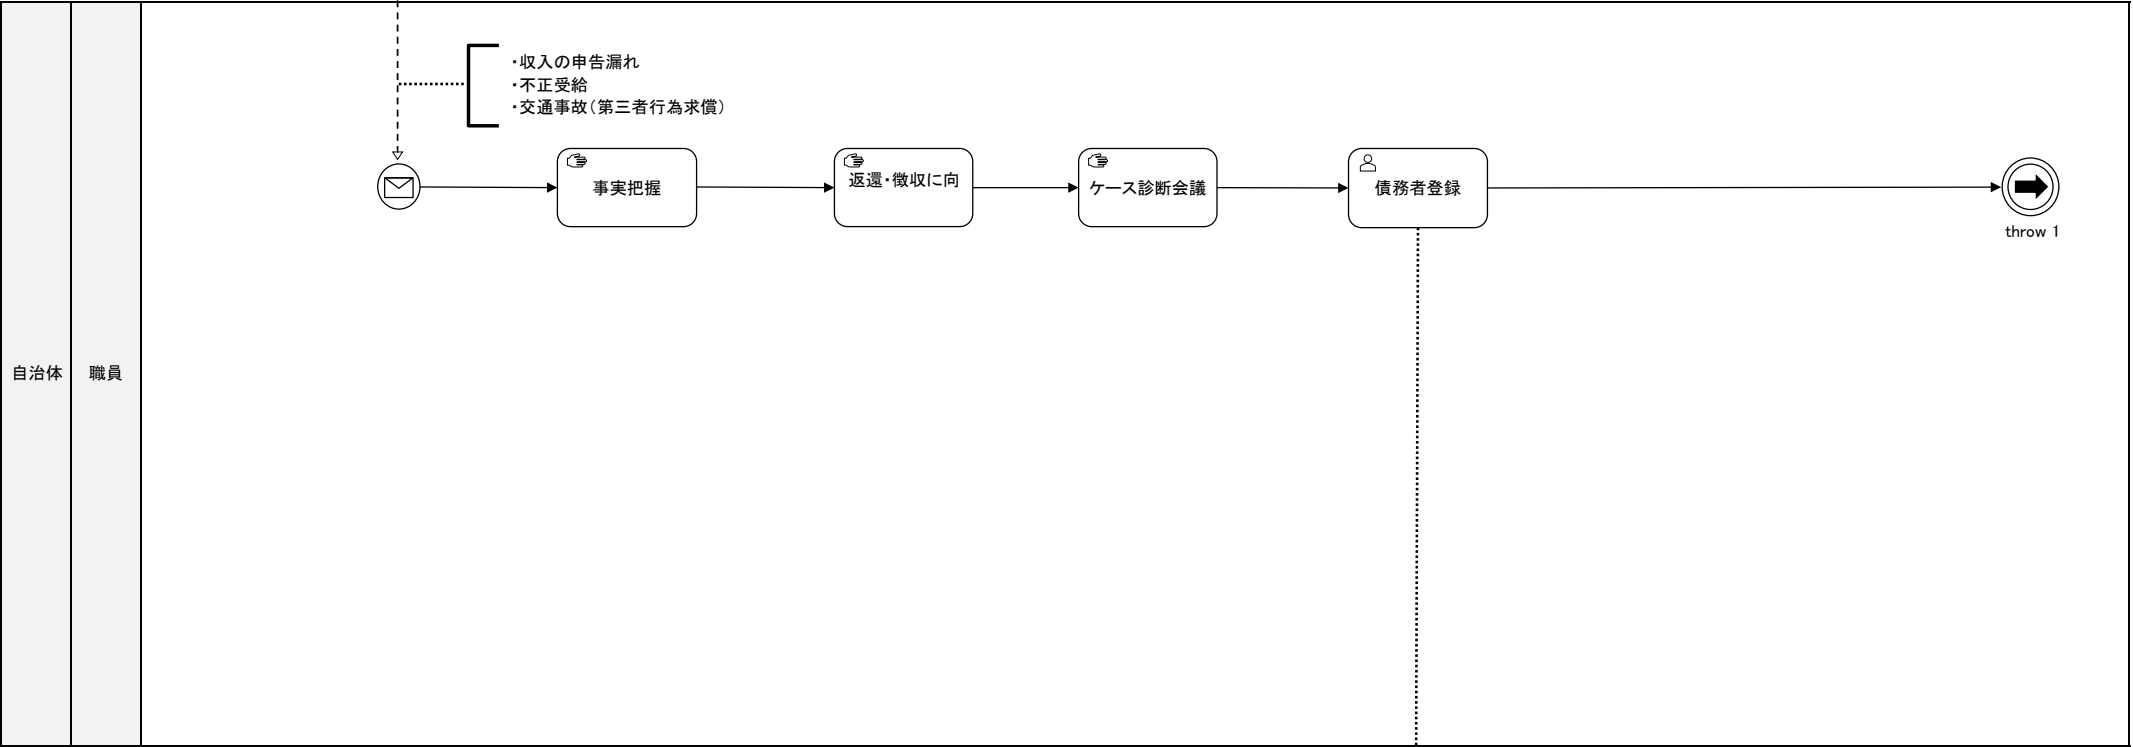 ・収入の申告漏れ
・不正受給
・交通事故（第三者行為求償）
事実把握
返還・徴収に向
ケース診断会議
債務者登録
throw 1
自治体
職員